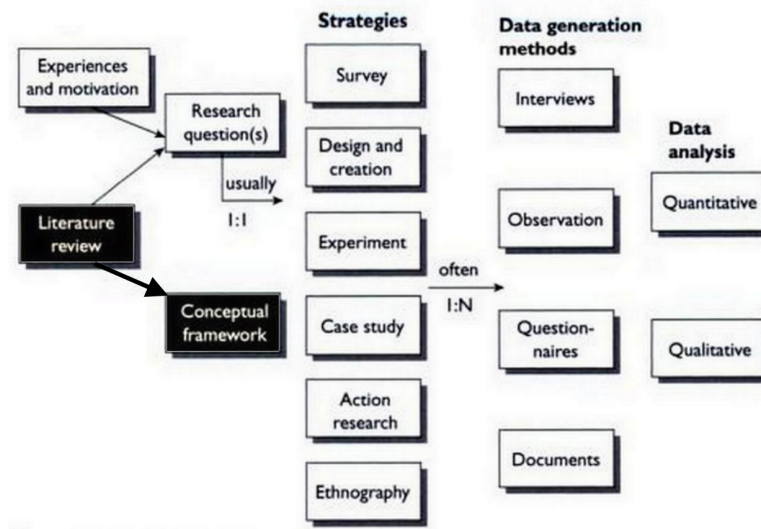 Strategies
Data generation
methods
Data
analysis
Experiences
and motivation
Literature
review
Research
question(s)
usually
1:1
Conceptual
framework
Survey
Design and
creation
Experiment
Case study
Action
research
Ethnography
often
1:N
Interviews
Observation
Question-
naires
Documents
Quantitative
Qualitative